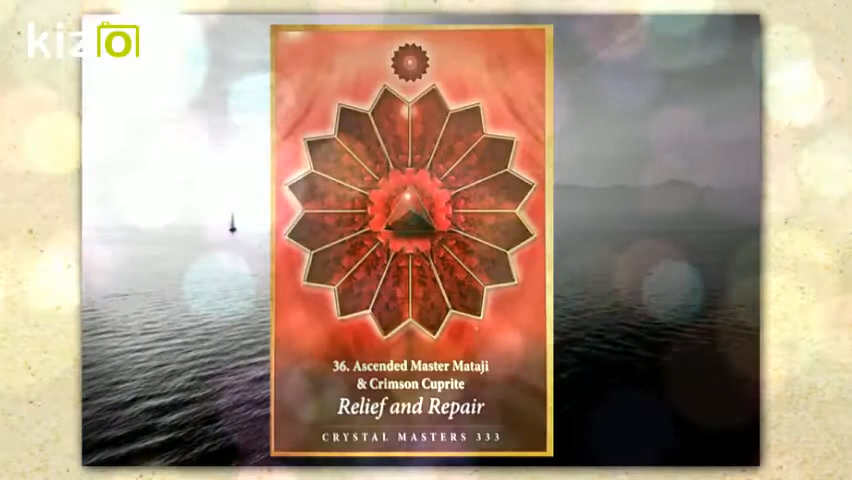 kizoa
36. Ascended Master Mataji
& Crimson Cuprite
Relief and Repair
CRYSTAL MASTERS 333